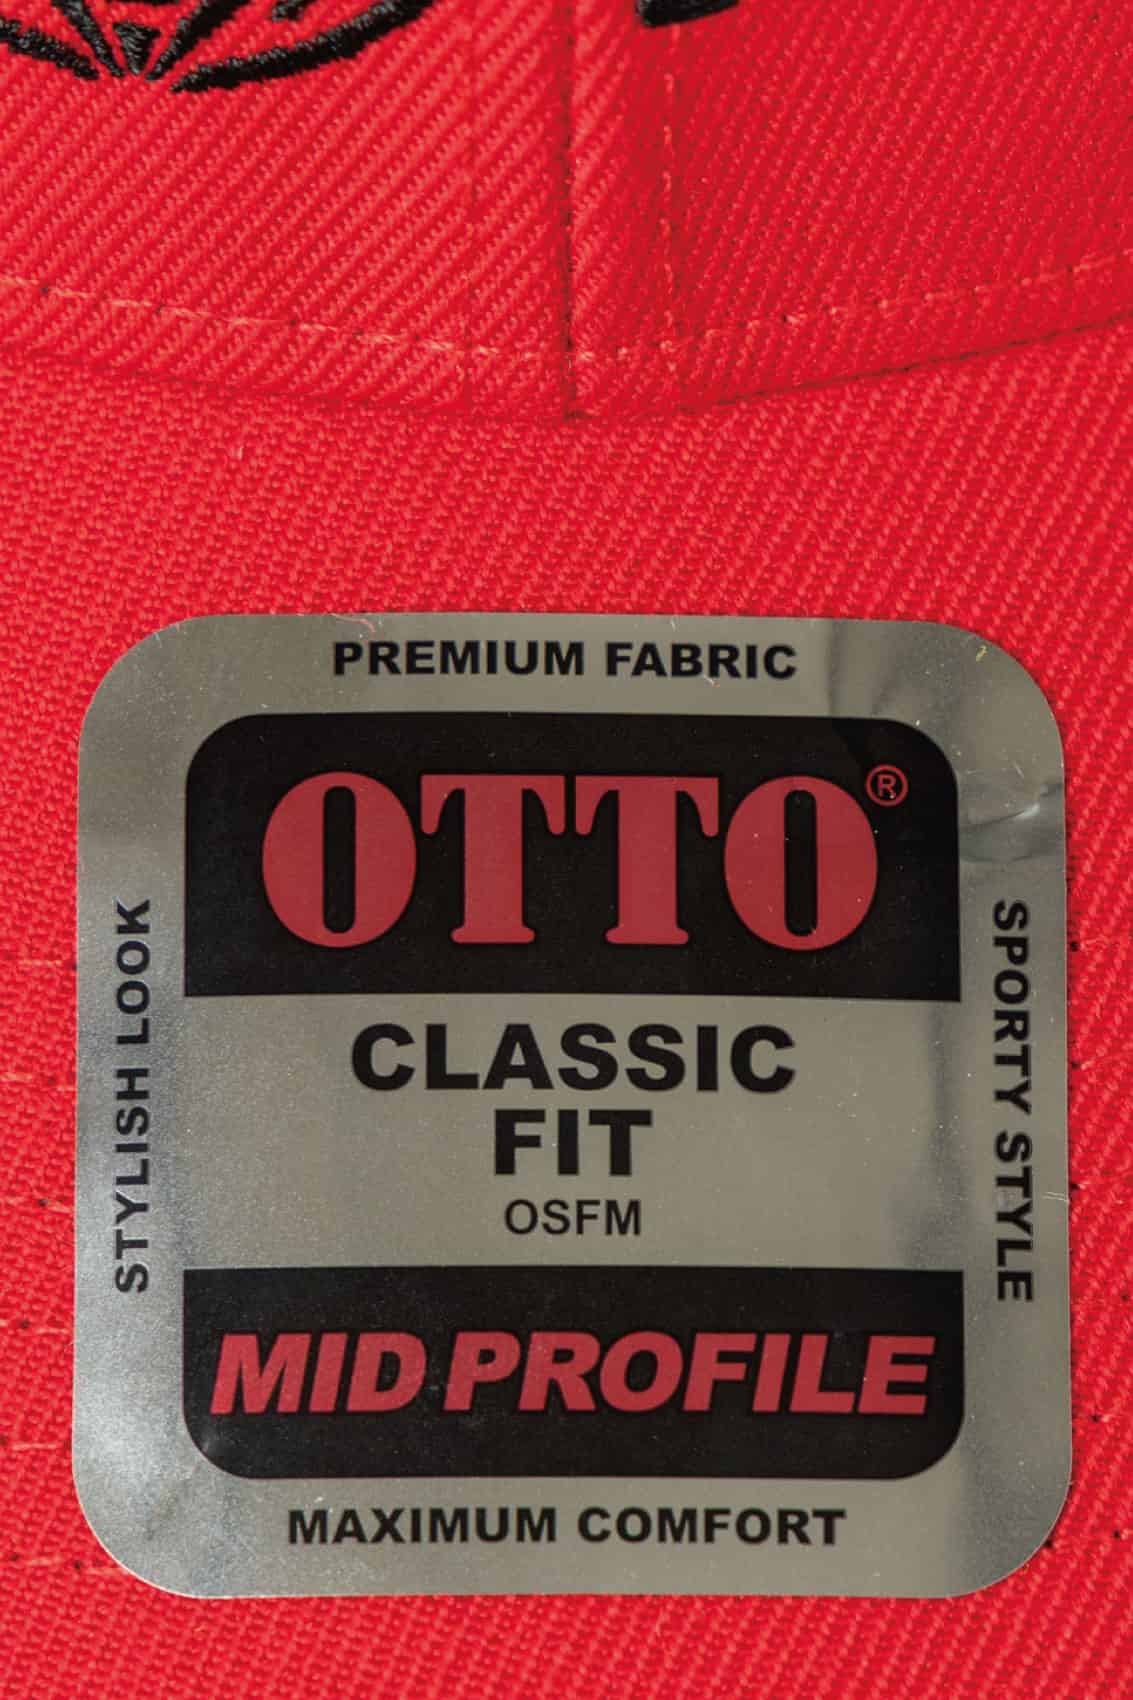 PREMIUM FABRIC
OTTO®
STYLISH LOOK
SPORTY STYLE
CLASSIC
FIT
OSFM
MID PROFILE
MAXIMUM COMFORT